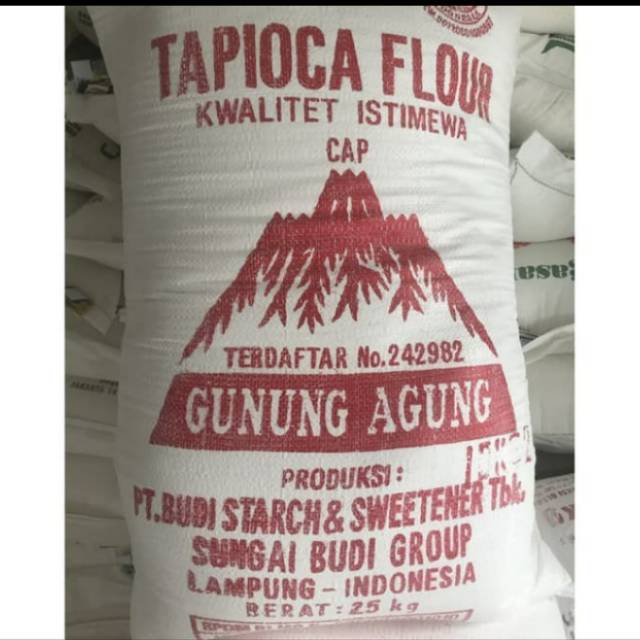 TAPIOCA FLOUR
KWALITET ISTIMEWA
CAP
TERDAFTAR No.242982
GUNUNG AGUNG
PRODUKSI :
PT.BUDI STARCH & SWEETENER Tbk.
SUNGAI BUDI GROUP
LAMPUNG - INDONESIA
BERAT : 25 kg